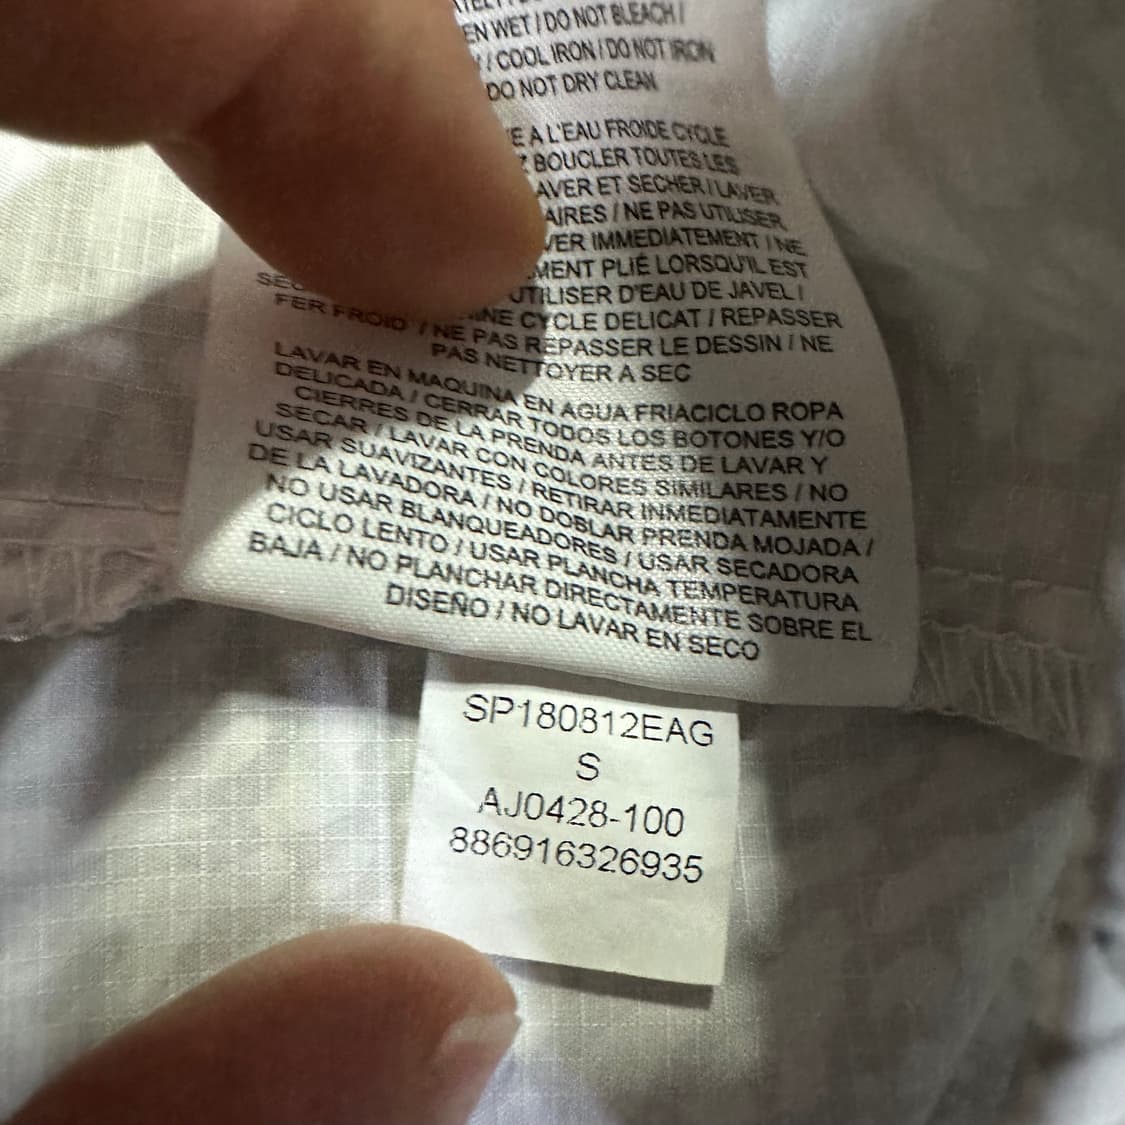 EN WET / DO NOT BLEACH /
/ COOL IRON / DO NOT IRON
DO NOT DRY CLEAN
E A L'EAU FROIDE CYCLE
BOUCLER TOUTES LES
AVER ET SECHER / LAVER
AIRES / NE PAS UTILISER
VER IMMEDIATEMENT / NE
MENT PLIÉ LORSQU'IL EST
UTILISER D'EAU DE JAVEL /
SEC INE CYCLE DELICAT / REPASSER
FER FROID / NE PAS REPASSER LE DESSIN / NE
PAS NETTOYER A SEC
LAVAR EN MAQUINA EN AGUA FRIACICLO ROPA
DELICADA / CERRAR TODOS LOS BOTONES Y/O
CIERRES DE LA PRENDA ANTES DE LAVAR Y
SECAR / LAVAR CON COLORES SIMILARES / NO
USAR SUAVIZANTES / RETIRAR INMEDIATAMENTE
DE LA LAVADORA / NO DOBLAR PRENDA MOJADA /
NO USAR BLANQUEADORES / USAR SECADORA
CICLO LENTO / USAR PLANCHA TEMPERATURA
BAJA / NO PLANCHAR DIRECTAMENTE SOBRE EL
DISEÑO / NO LAVAR EN SECO
SP180812EAG
S
AJ0428-100
886916326935